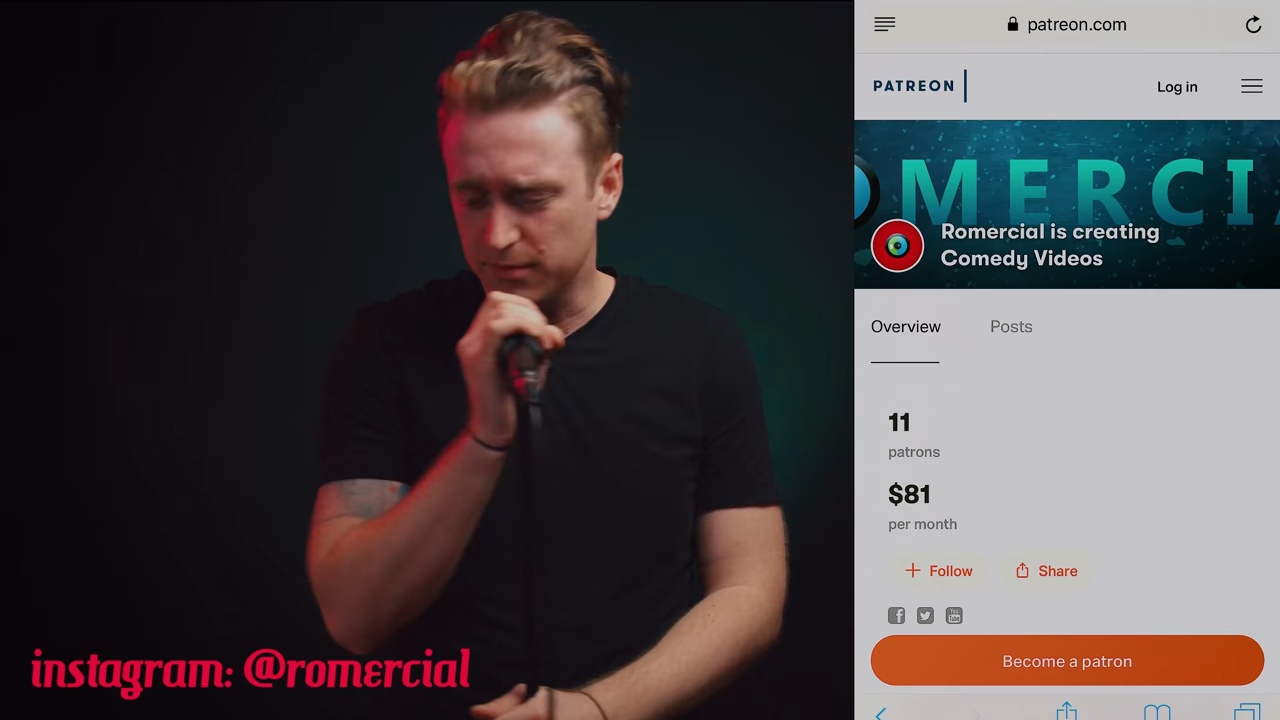 instagram: @romercial
patreon.com
PATREON
Log in
OMERCI
Romercial is creating
Comedy Videos
Overview
Posts
11
patrons
$81
per month
Follow
Share
Become a patron